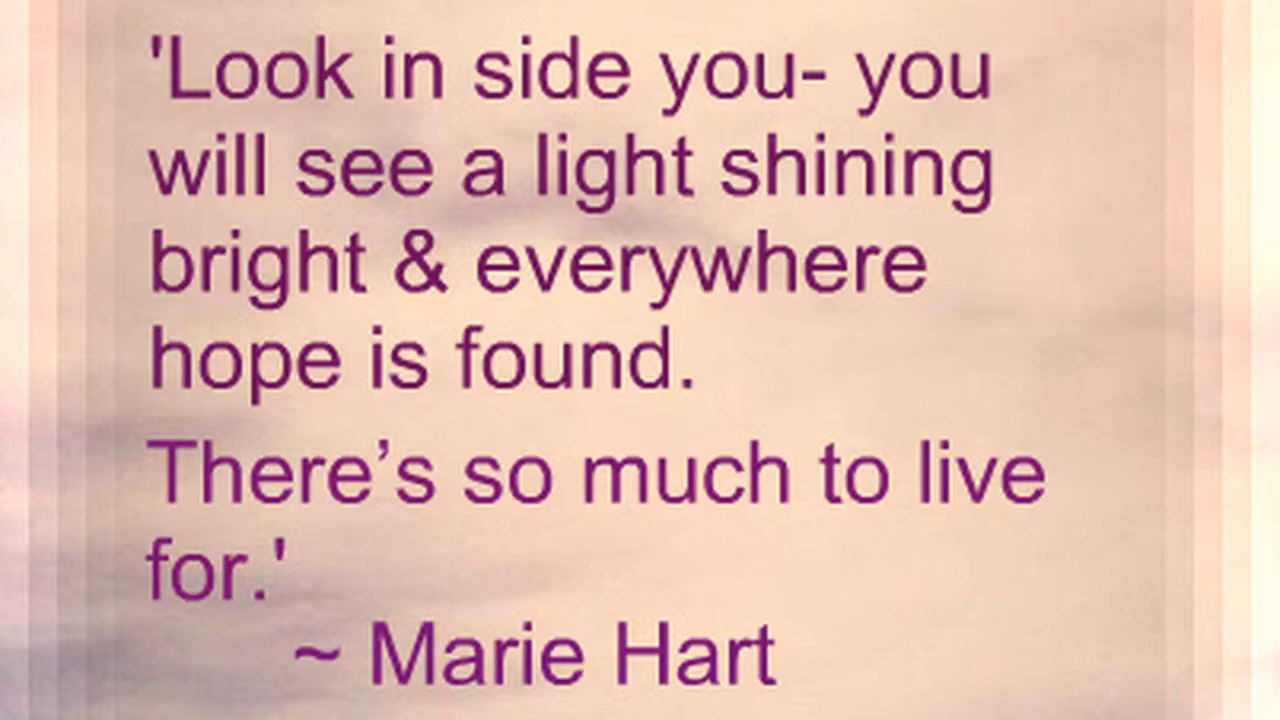 'Look in side you- you
will see a light shining
bright & everywhere
hope is found.
There’s so much to live
for.'
~ Marie Hart